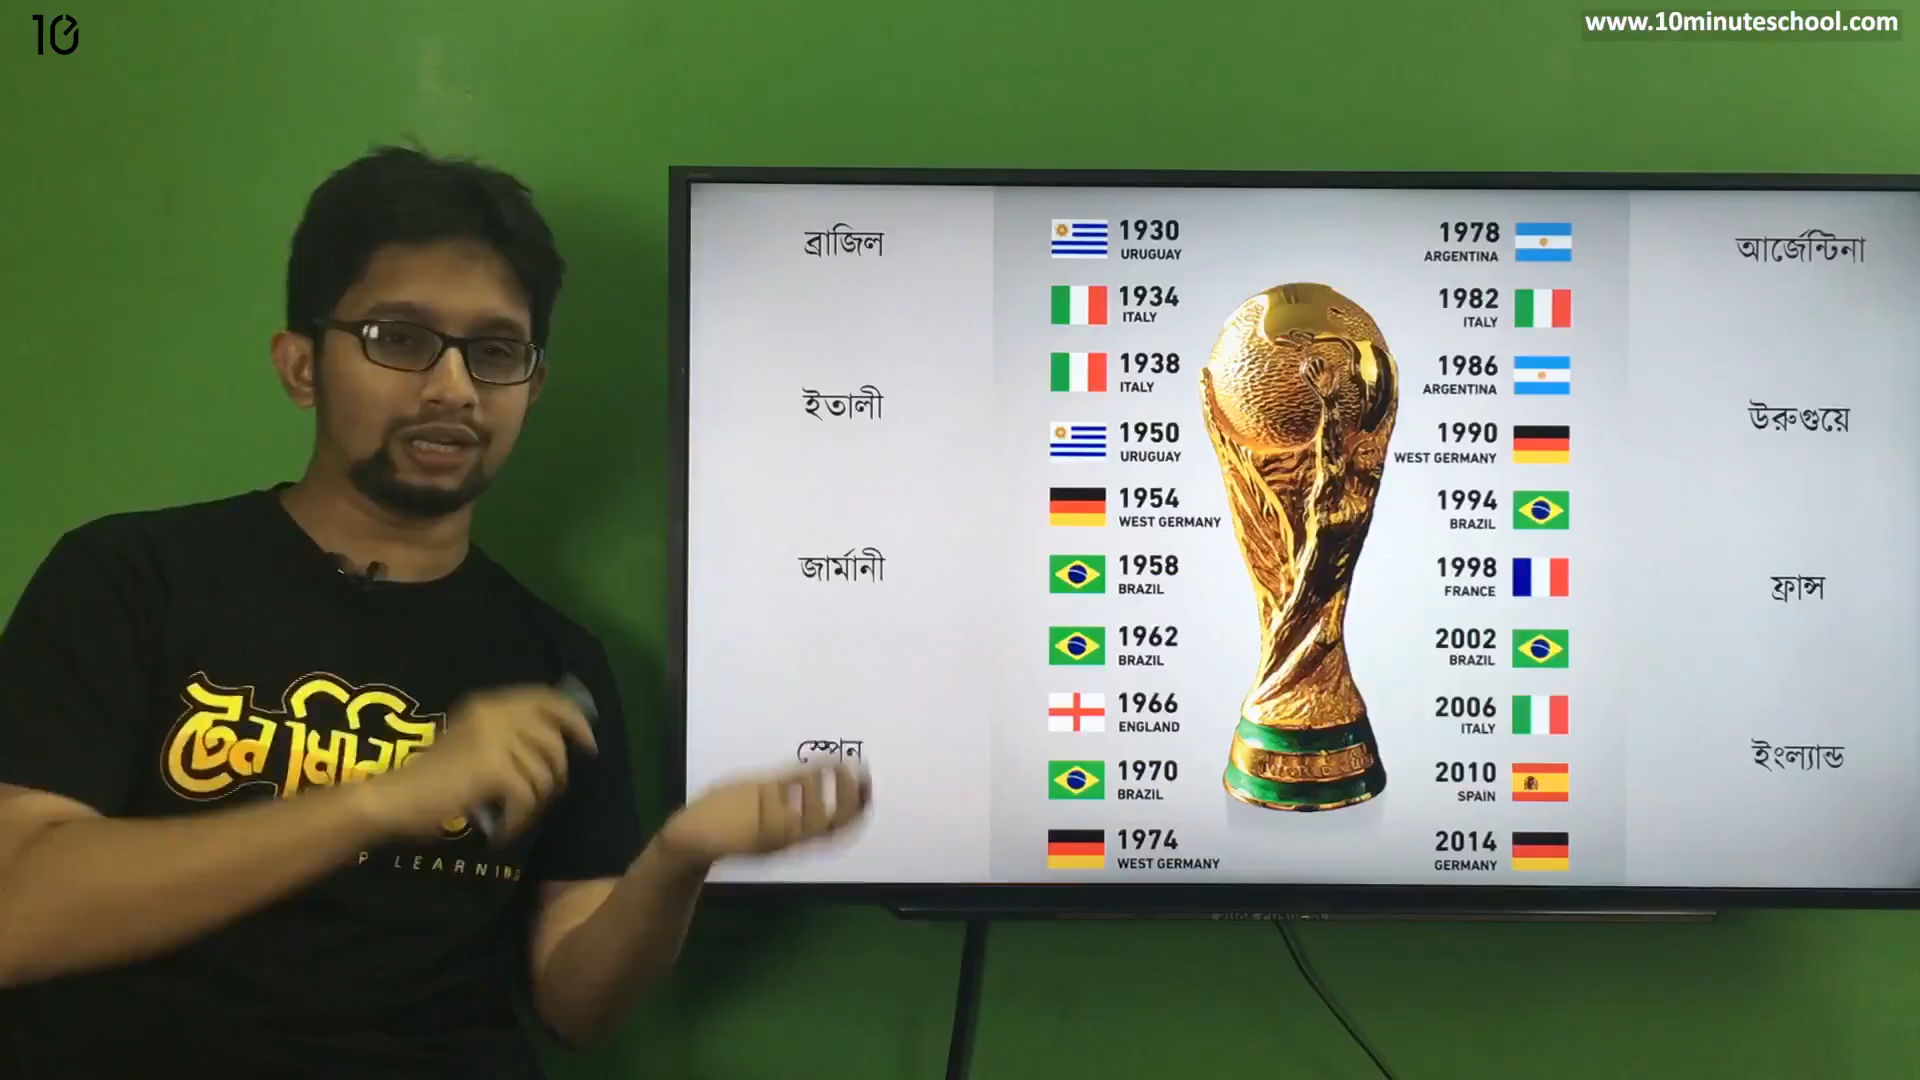 10
www.10minuteschool.com
ব্রাজিল
ইতালী
জার্মানী
স্পেন
1930
URUGUAY
1934
ITALY
1938
ITALY
1950
URUGUAY
1954
WEST GERMANY
1958
BRAZIL
1962
BRAZIL
1966
ENGLAND
1970
BRAZIL
1974
WEST GERMANY
1978
ARGENTINA
1982
ITALY
1986
ARGENTINA
1990
WEST GERMANY
1994
BRAZIL
1998
FRANCE
2002
BRAZIL
2006
ITALY
2010
SPAIN
2014
GERMANY
আর্জেন্টিনা
উরুগুয়ে
ফ্রান্স
ইংল্যান্ড
টেন মিনিট
P LEARNING